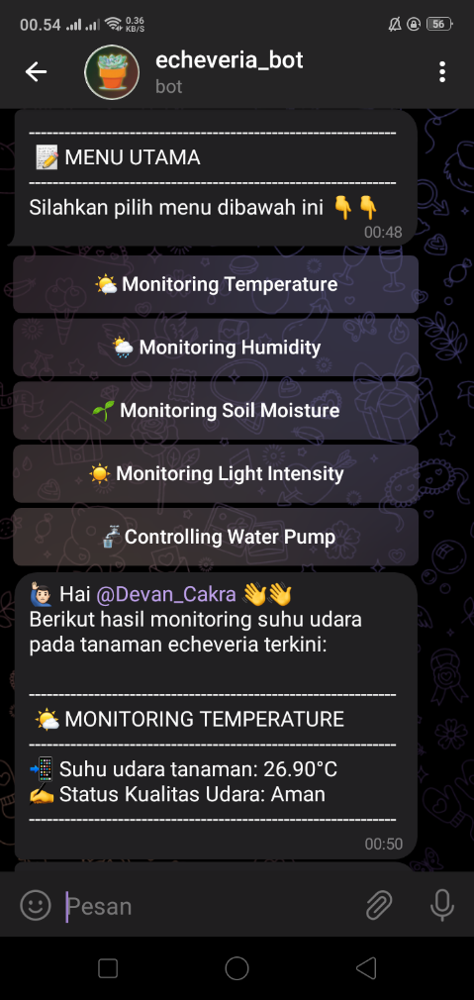 00.54
0.36
KB/S
56
echeveria_bot
bot
------------------------------------------------------------
📝 MENU UTAMA
------------------------------------------------------------
Silahkan pilih menu dibawah ini 👇👇
00:48
🌤 Monitoring Temperature
🌦 Monitoring Humidity
🌱 Monitoring Soil Moisture
☀️ Monitoring Light Intensity
🚰 Controlling Water Pump
🙋🏻‍♂️ Hai @Devan_Cakra 👋👋
Berikut hasil monitoring suhu udara
pada tanaman echeveria terkini:
------------------------------------------------------------
🌤 MONITORING TEMPERATURE
------------------------------------------------------------
📲 Suhu udara tanaman: 26.90°C
✍️ Status Kualitas Udara: Aman
------------------------------------------------------------
00:50
Pesan